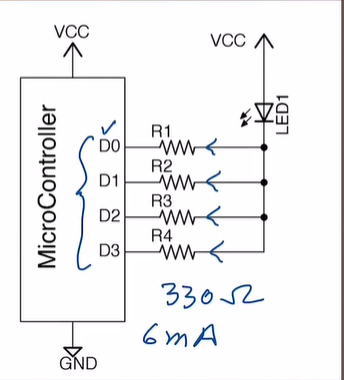 VCC
VCC
LED1
MicroController
D0
R1
D1
R2
D2
R3
D3
R4
330Ω
6mA
GND